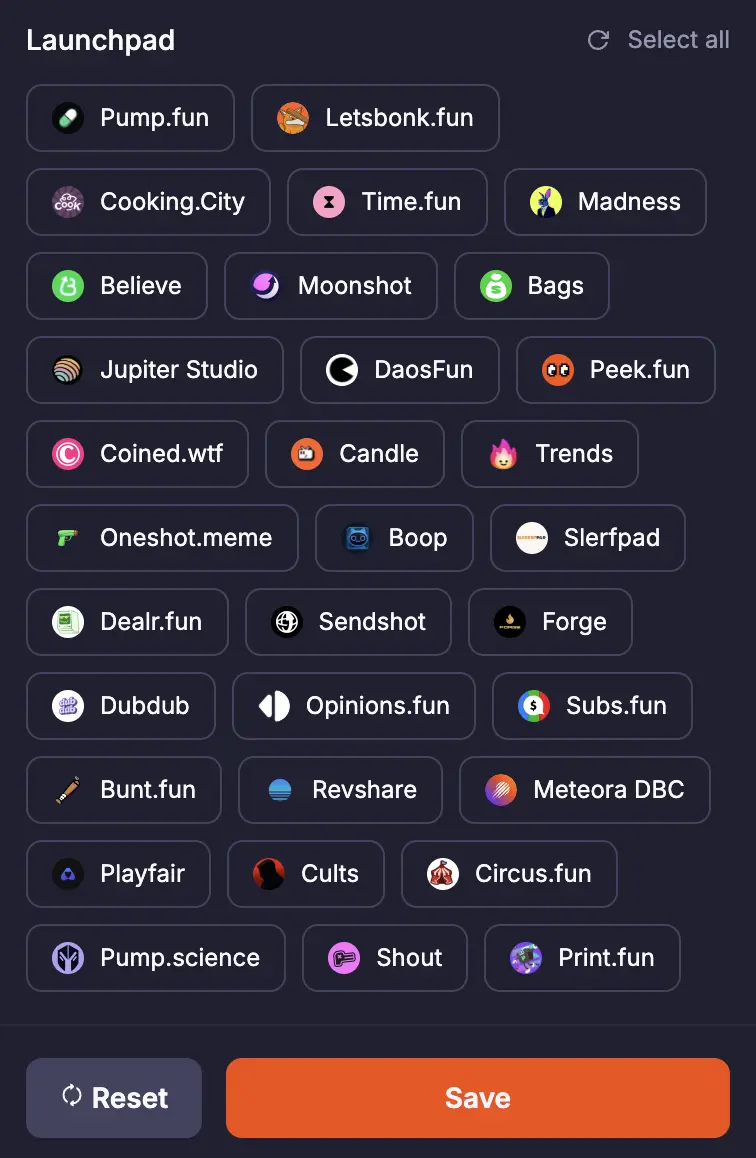 Launchpad Select all
Pump.fun Letsbonk.fun
Cooking.City Time.fun Madness
Believe Moonshot Bags
Jupiter Studio DaosFun Peek.fun
Coined.wtf Candle Trends
Oneshot.meme Boop Slerfpad
Dealr.fun Sendshot Forge
Dubdub Opinions.fun Subs.fun
Bunt.fun Revshare Meteora DBC
Playfair Cults Circus.fun
Pump.science Shout Print.fun
Reset Save